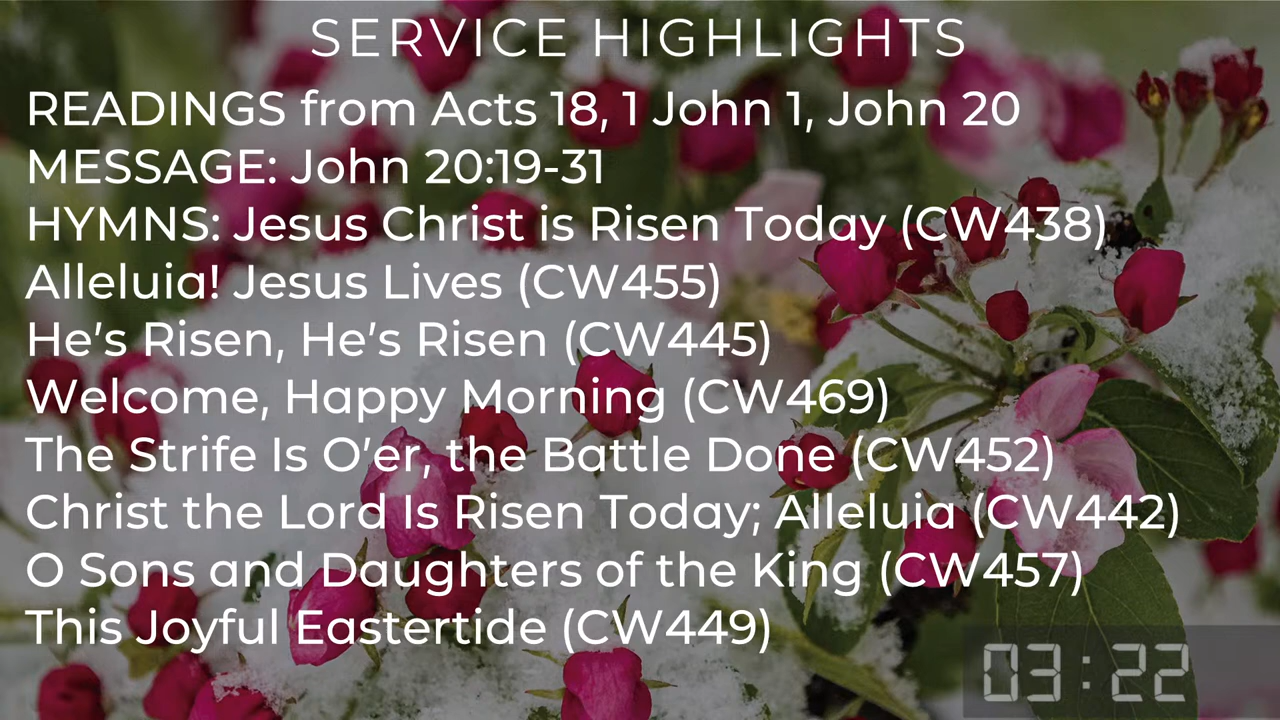 SERVICE HIGHLIGHTS
READINGS from Acts 18, 1 John 1, John 20
MESSAGE: John 20:19-31
HYMNS: Jesus Christ is Risen Today (CW438)
Alleluia! Jesus Lives (CW455)
He’s Risen, He’s Risen (CW445)
Welcome, Happy Morning (CW469)
The Strife Is O’er, the Battle Done (CW452)
Christ the Lord Is Risen Today; Alleluia (CW442)
O Sons and Daughters of the King (CW457)
This Joyful Eastertide (CW449)
03:22